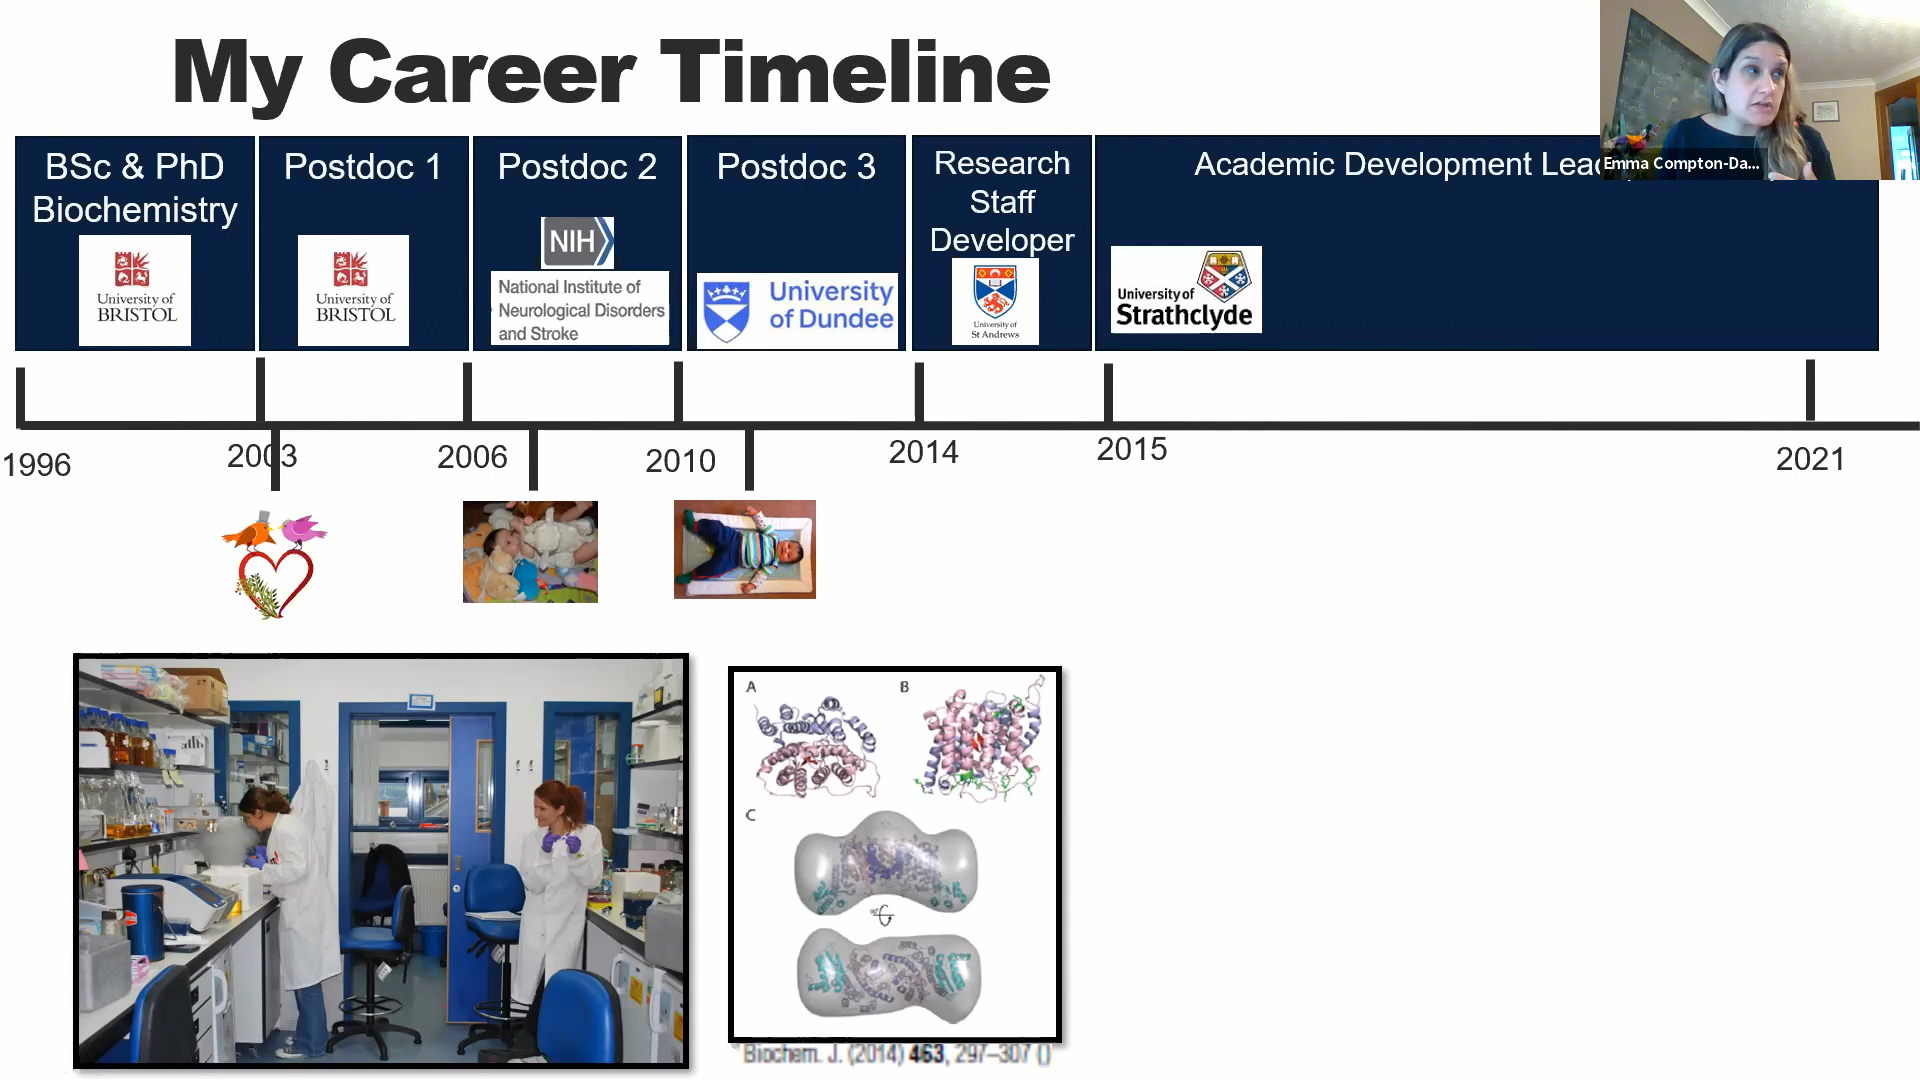 My Career Timeline
Emma Compton-Da...
BSc & PhD
Biochemistry
University of
BRISTOL
Postdoc 1
University of
BRISTOL
Postdoc 2
NIH
National Institute of
Neurological Disorders
and Stroke
Postdoc 3
University
of Dundee
Research
Staff
Developer
University of
St Andrews
Academic Development Lead
University of
Strathclyde
1996
2003
2006
2010
2014
2015
2021
A
B
C
Biochem. J. (2014) 463, 297–307 ()